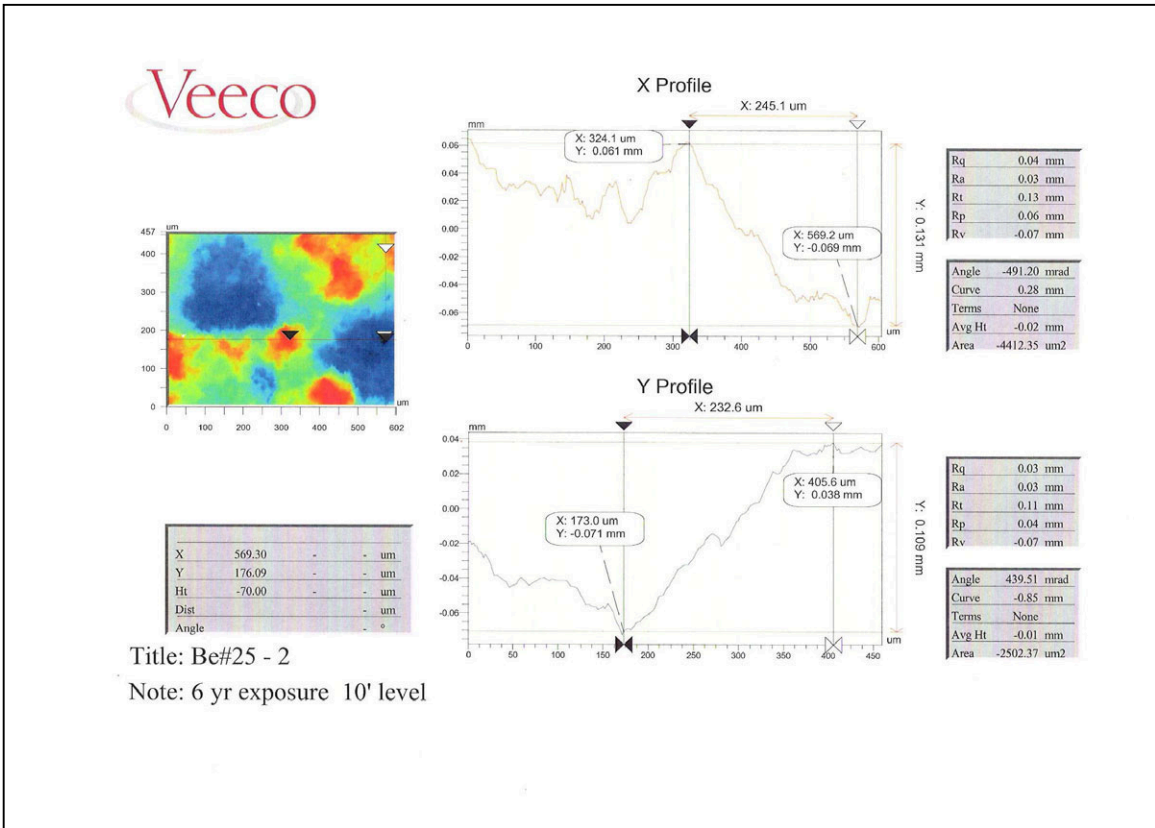 Veeco
X Profile
X: 245.1 um
mm
X: 324.1 um
Y: 0.061 mm
0.06
0.04
0.02
0.00
-0.02
-0.04
-0.06
X: 569.2 um
Y: -0.069 mm
Y: 0.131 mm
um
0 100 200 300 400 500 600
Rq 0.04 mm
Ra 0.03 mm
Rt 0.13 mm
Rp 0.06 mm
Rv -0.07 mm
Angle -491.20 mrad
Curve 0.28 mm
Terms None
Avg Ht -0.02 mm
Area -4412.35 um2
um
457
400
300
200
100
0
um
0 100 200 300 400 500 602
Y Profile
X: 232.6 um
mm
0.04
0.02
0.00
-0.02
-0.04
-0.06
X: 173.0 um
Y: -0.071 mm
X: 405.6 um
Y: 0.038 mm
Y: 0.109 mm
um
0 50 100 150 200 250 300 350 400 450
Rq 0.03 mm
Ra 0.03 mm
Rt 0.11 mm
Rp 0.04 mm
Rv -0.07 mm
Angle 439.51 mrad
Curve -0.85 mm
Terms None
Avg Ht -0.01 mm
Area -2502.37 um2
X 569.30 - - um
Y 176.09 - - um
Ht -70.00 - - um
Dist - um
Angle - °
Title: Be#25 - 2
Note: 6 yr exposure 10' level